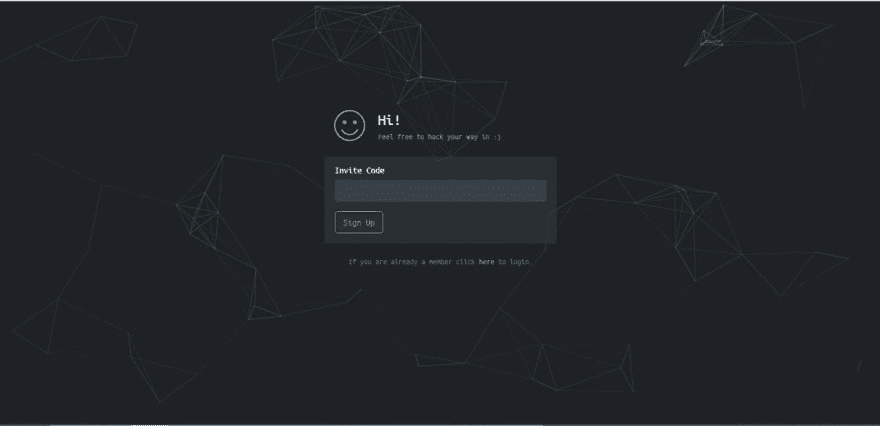 Hi!
Feel free to hack your way in :)
Invite Code
Sign Up
If you are already a member click here to login.